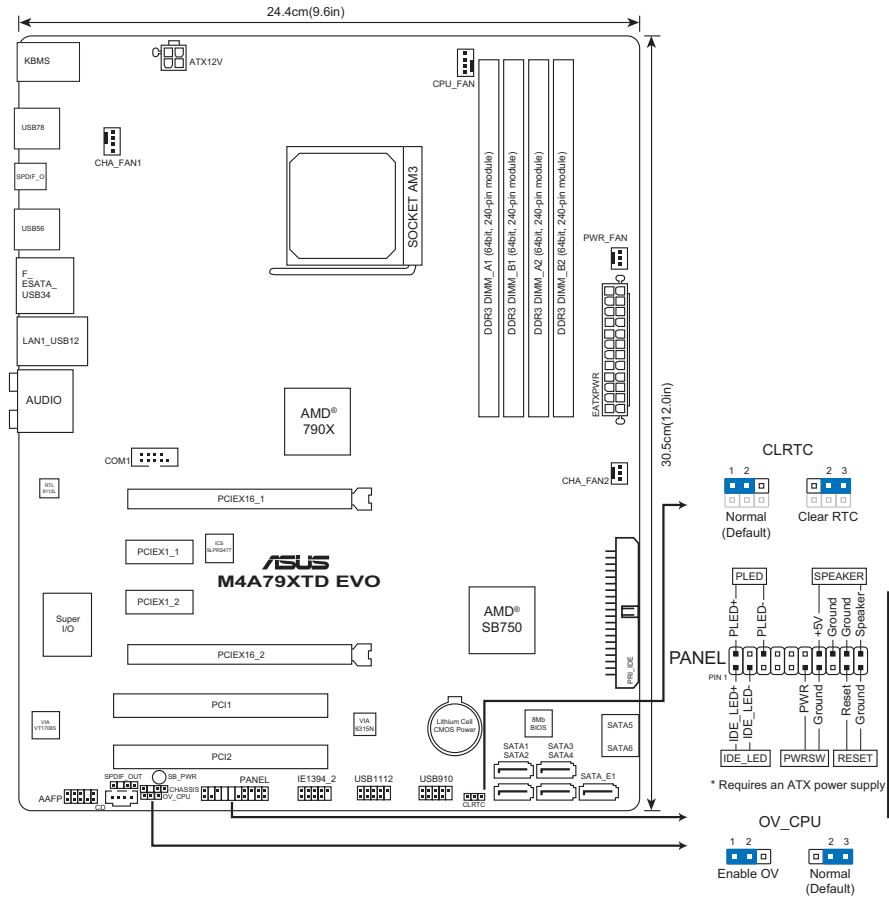 24.4cm(9.6in)
KBMS
ATX12V
CPU_FAN
USB78
CHA_FAN1
SPDIF_O
USB56
SOCKET AM3
DDR3 DIMM_A1 (64bit, 240-pin module)
DDR3 DIMM_B1 (64bit, 240-pin module)
DDR3 DIMM_A2 (64bit, 240-pin module)
DDR3 DIMM_B2 (64bit, 240-pin module)
PWR_FAN
F_
ESATA_
USB34
LAN1_USB12
AUDIO
EATXPWR
30.5cm(12.0in)
AMD®
790X
COM1
CHA_FAN2
RTL
8112L
PCIEX16_1
PCIEX1_1
ICS
9LPRS477
ASUS
M4A79XTD EVO
PCIEX1_2
Super
I/O
AMD®
SB750
PRI_IDE
PCIEX16_2
PCI1
VIA
VT1708S
VIA
6315N
Lithium Cell
CMOS Power
8Mb
BIOS
SATA5
SATA6
PCI2
SATA1
SATA2
SATA3
SATA4
SATA_E1
SPDIF_OUT
SB_PWR
CHASSIS
OV_CPU
PANEL
IE1394_2
USB1112
USB910
AAFP
CD
CLRTC
CLRTC
1 2
2 3
Normal
(Default)
Clear RTC
PLED
SPEAKER
PLED+
PLED-
+5V
Ground
Ground
Speaker-
PANEL
PIN 1
IDE_LED+
IDE_LED-
PWR
Ground
Reset
Ground
IDE_LED
PWRSW
RESET
* Requires an ATX power supply
OV_CPU
1 2
2 3
Enable OV
Normal
(Default)